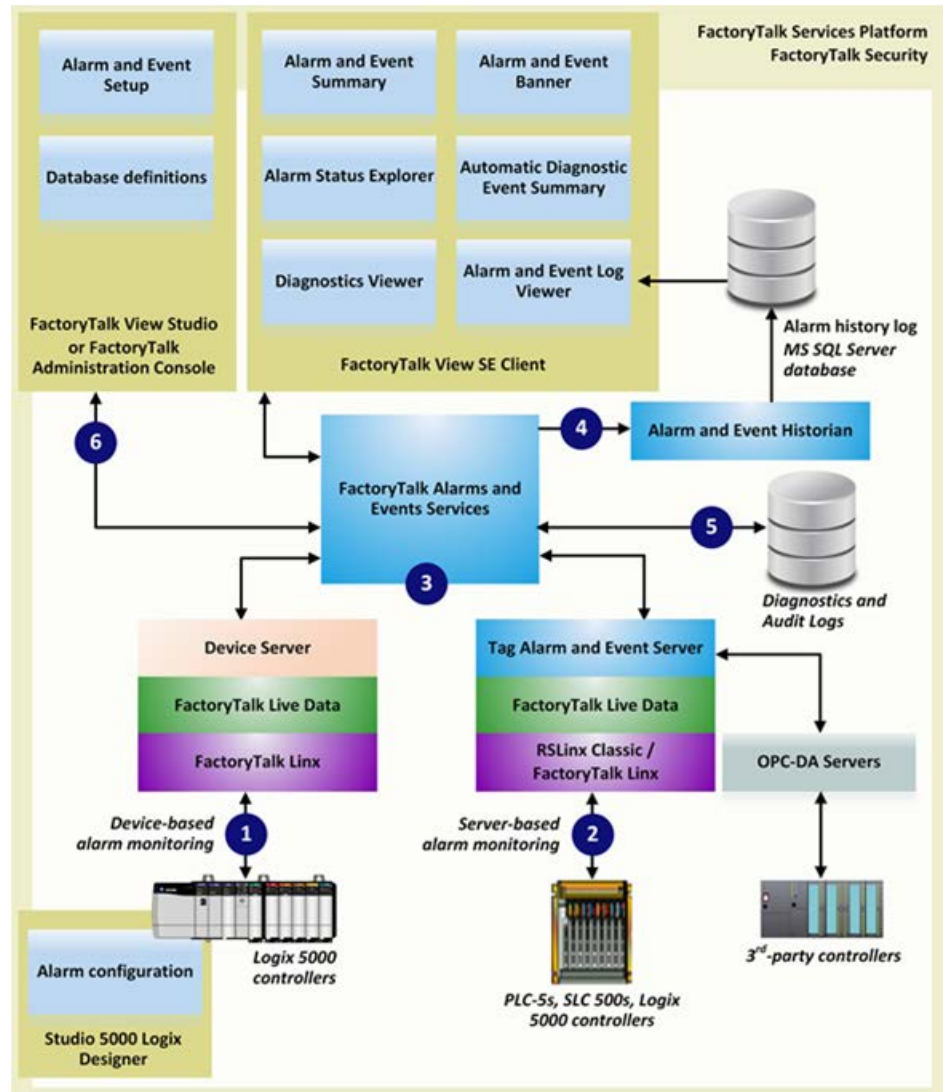 FactoryTalk Services Platform
FactoryTalk Security
Alarm and Event
Setup
Database definitions
FactoryTalk View Studio
or FactoryTalk
Administration Console
Alarm and Event
Summary
Alarm and Event
Banner
Alarm Status Explorer
Automatic Diagnostic
Event Summary
Diagnostics Viewer
Alarm and Event Log
Viewer
FactoryTalk View SE Client
Alarm history log
MS SQL Server
database
6
4
Alarm and Event Historian
FactoryTalk Alarms and
Events Services
5
3
Diagnostics and
Audit Logs
Device Server
FactoryTalk Live Data
FactoryTalk Linx
Tag Alarm and Event Server
FactoryTalk Live Data
RSLinx Classic /
FactoryTalk Linx
OPC-DA Servers
Device-based
alarm monitoring
1
Server-based
alarm monitoring
2
Logix 5000
controllers
PLC-5s, SLC 500s, Logix
5000 controllers
3rd-party controllers
Alarm configuration
Studio 5000 Logix
Designer